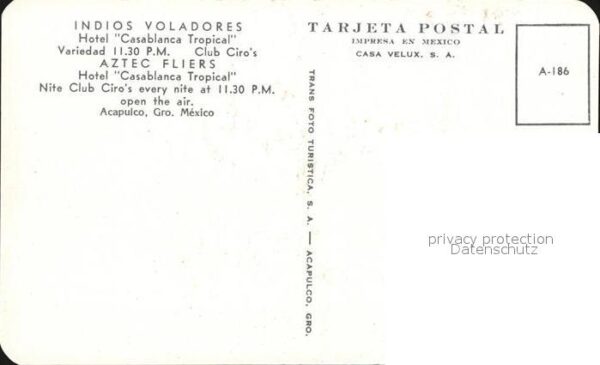 INDIOS VOLADORES
Hotel "Casablanca Tropical"
Variedad 11.30 P.M. Club Ciro's
AZTEC FLIERS
Hotel "Casablanca Tropical"
Nite Club Ciro's every nite at 11.30 P.M.
open the air.
Acapulco, Gro. México
TRANS FOTO TURISTICA, S. A. — ACAPULCO, GRO.
TARJETA POSTAL
IMPRESA EN MEXICO
CASA VELUX, S. A.
A-186
privacy protection
Datenschutz